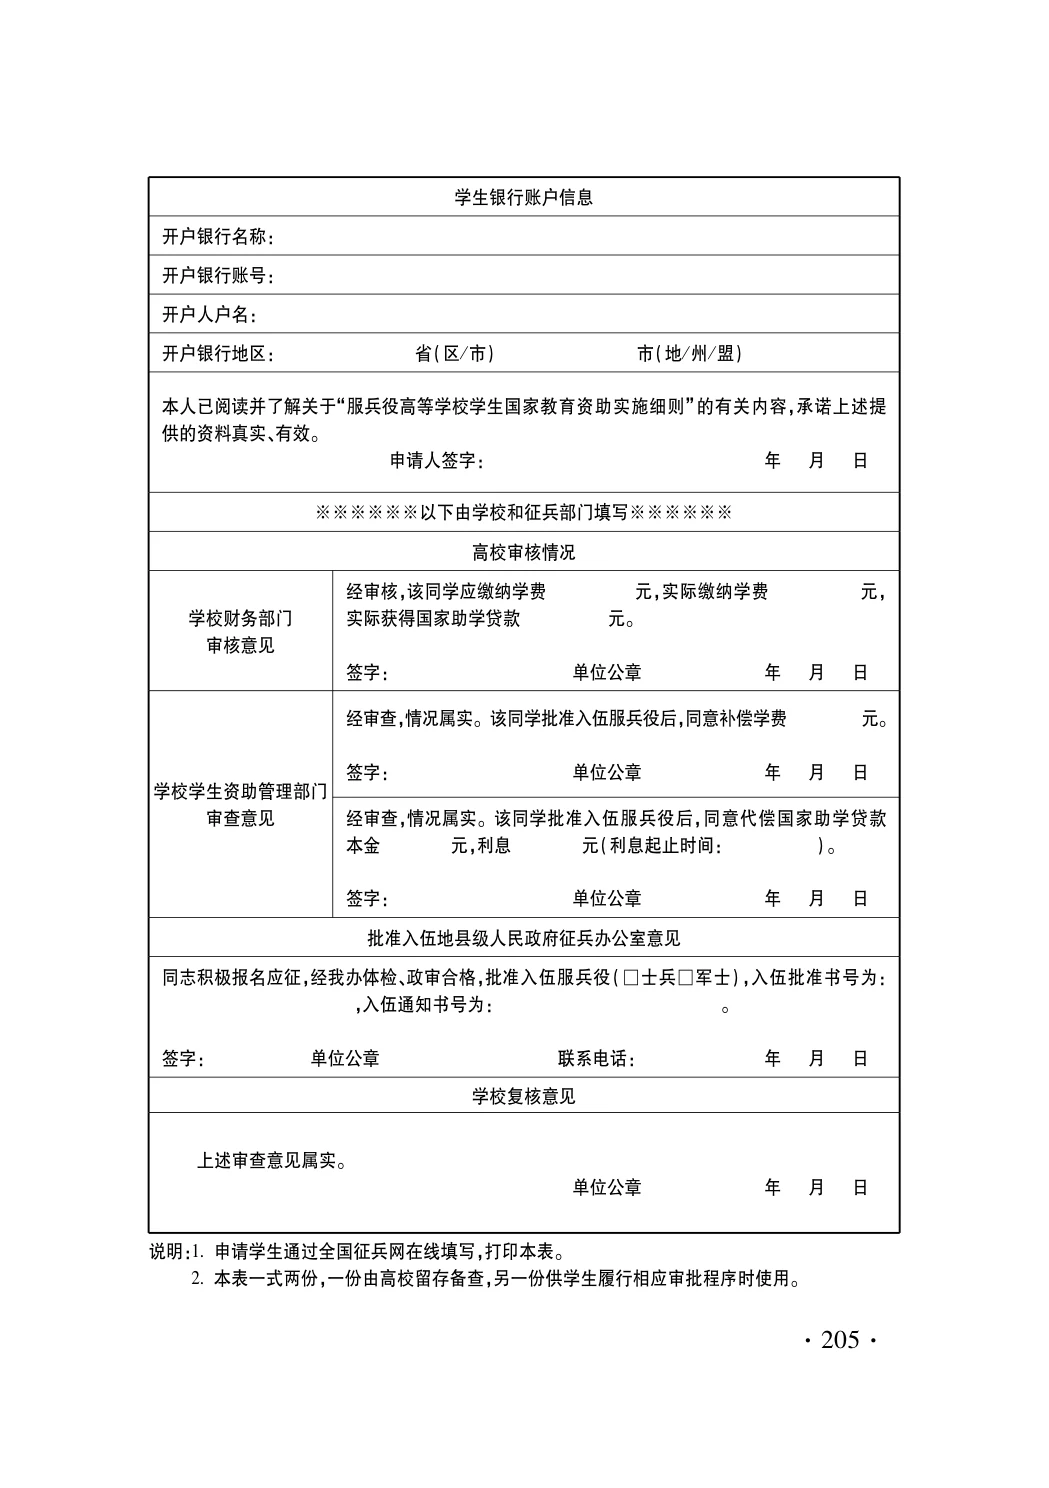 学生银行账户信息
开户银行名称:
开户银行账号:
开户人户名:
开户银行地区: 省(区/市) 市(地/州/盟)
本人已阅读并了解关于“服兵役高等学校学生国家教育资助实施细则”的有关内容,承诺上述提
供的资料真实、有效。
申请人签字: 年 月 日
※※※※※※以下由学校和征兵部门填写※※※※※※
高校审核情况
学校财务部门
审核意见
经审核,该同学应缴纳学费 元,实际缴纳学费 元,
实际获得国家助学贷款 元。
签字: 单位公章 年 月 日
学校学生资助管理部门
审查意见
经审查,情况属实。该同学批准入伍服兵役后,同意补偿学费 元。
签字: 单位公章 年 月 日
经审查,情况属实。该同学批准入伍服兵役后,同意代偿国家助学贷款
本金 元,利息 元(利息起止时间: )。
签字: 单位公章 年 月 日
批准入伍地县级人民政府征兵办公室意见
同志积极报名应征,经我办体检、政审合格,批准入伍服兵役(□士兵□军士),入伍批准书号为:
,入伍通知书号为: 。
签字: 单位公章 联系电话: 年 月 日
学校复核意见
上述审查意见属实。
单位公章 年 月 日
说明:1. 申请学生通过全国征兵网在线填写,打印本表。
2. 本表一式两份,一份由高校留存备查,另一份供学生履行相应审批程序时使用。
· 205 ·